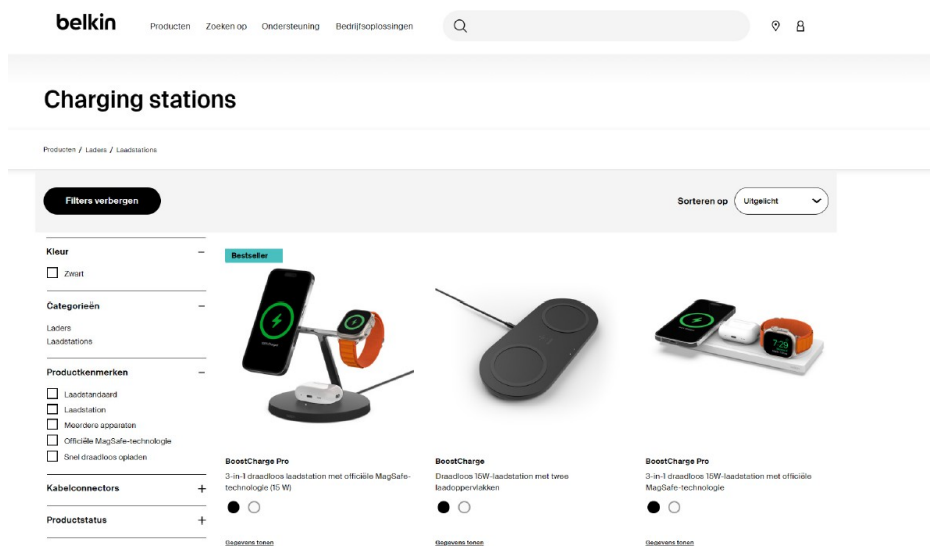 belkin
Producten Zoeken op Ondersteuning Bedrijfsoplossingen
Charging stations
Producten / Laders / Laadstations
Filters verbergen
Sorteren op Uitgelicht
Kleur
Zwart
Categorieën
Laders
Laadstations
Productkenmerken
Laadstandaard
Laadstation
Meerdere apparaten
Officiële MagSafe-technologie
Snel draadloos opladen
Kabelconnectors
Productstatus
Bestseller
BoostCharge Pro
3-in-1 draadloos laadstation met officiële MagSafe-
technologie (15 W)
Gegevens tonen
BoostCharge
Draadloos 15W-laadstation met twee
laadoppervlakken
Gegevens tonen
7:29
BoostCharge Pro
3-in-1 draadloos 15W-laadstation met officiële
MagSafe-technologie
Gegevens tonen